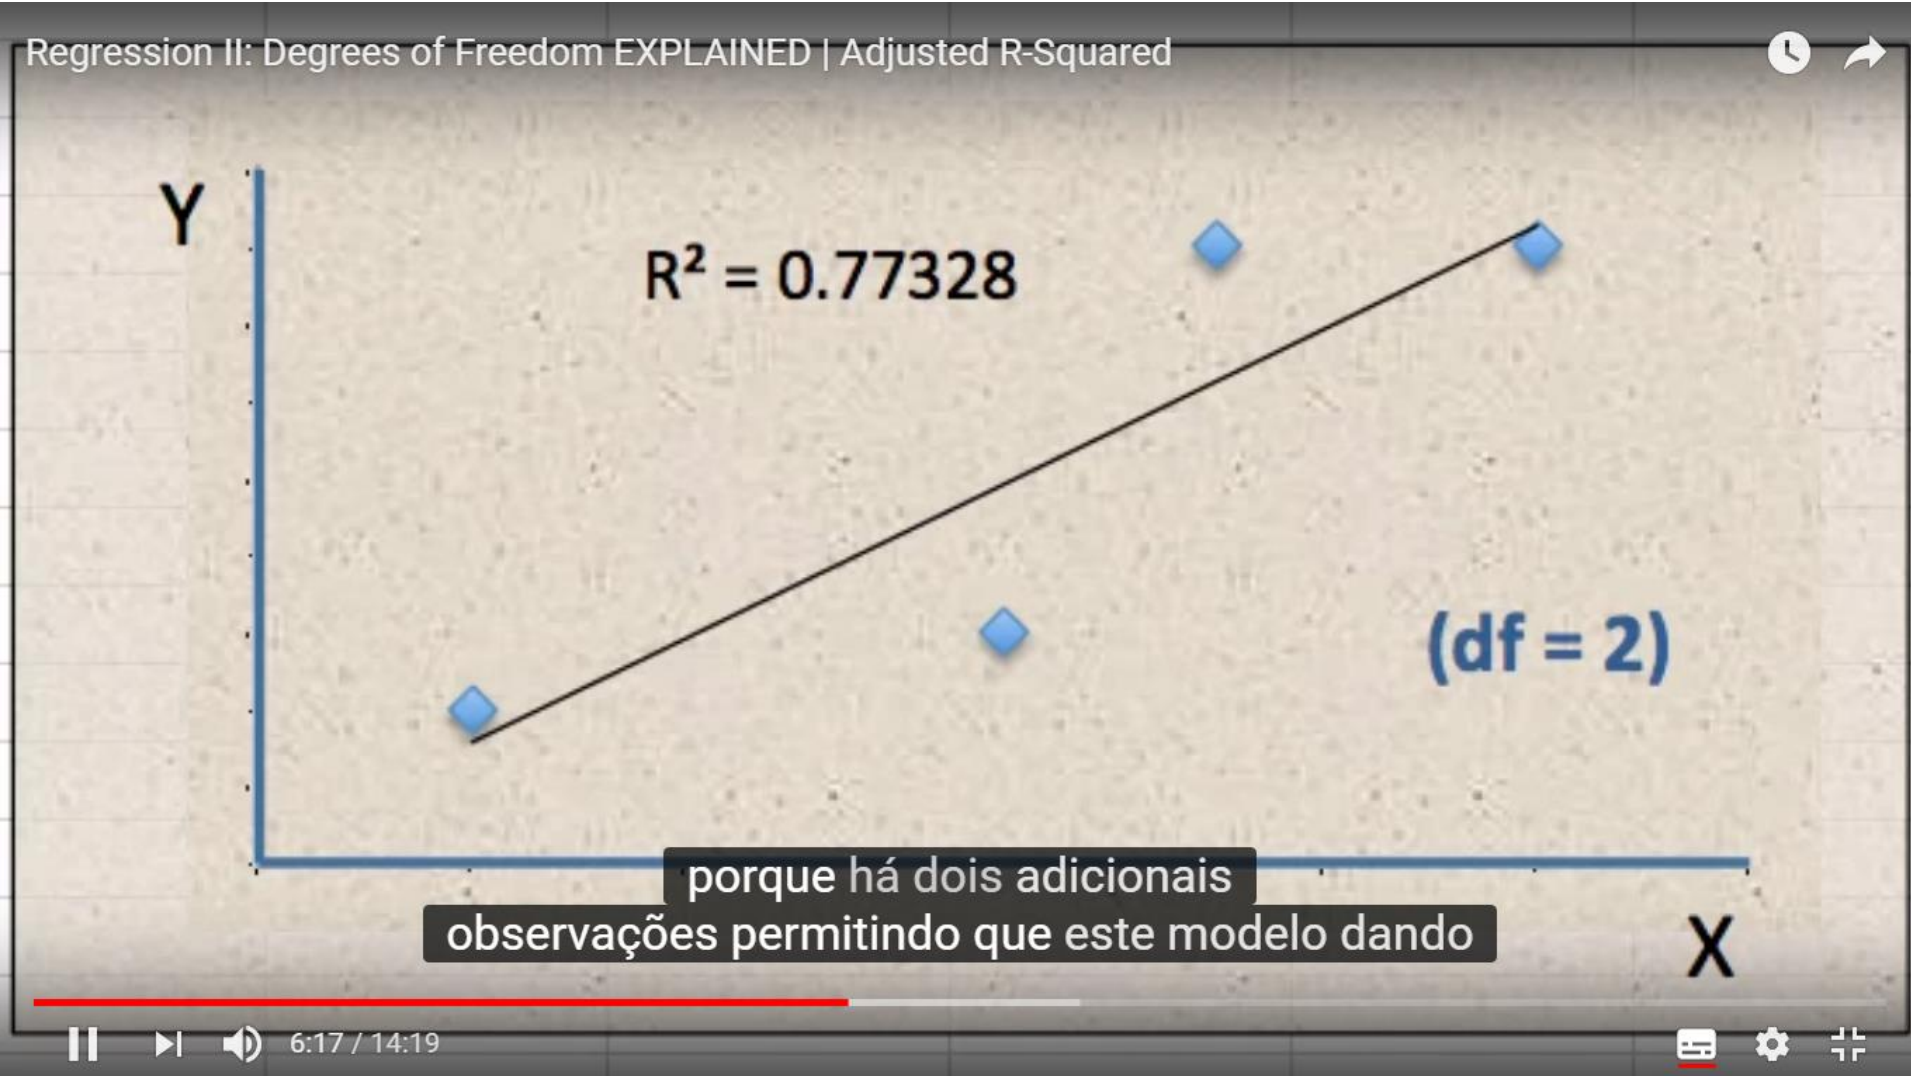 Regression II: Degrees of Freedom EXPLAINED | Adjusted R-Squared
Y
R² = 0.77328
(df = 2)
porque há dois adicionais
observações permitindo que este modelo dando
X
6:17 / 14:19